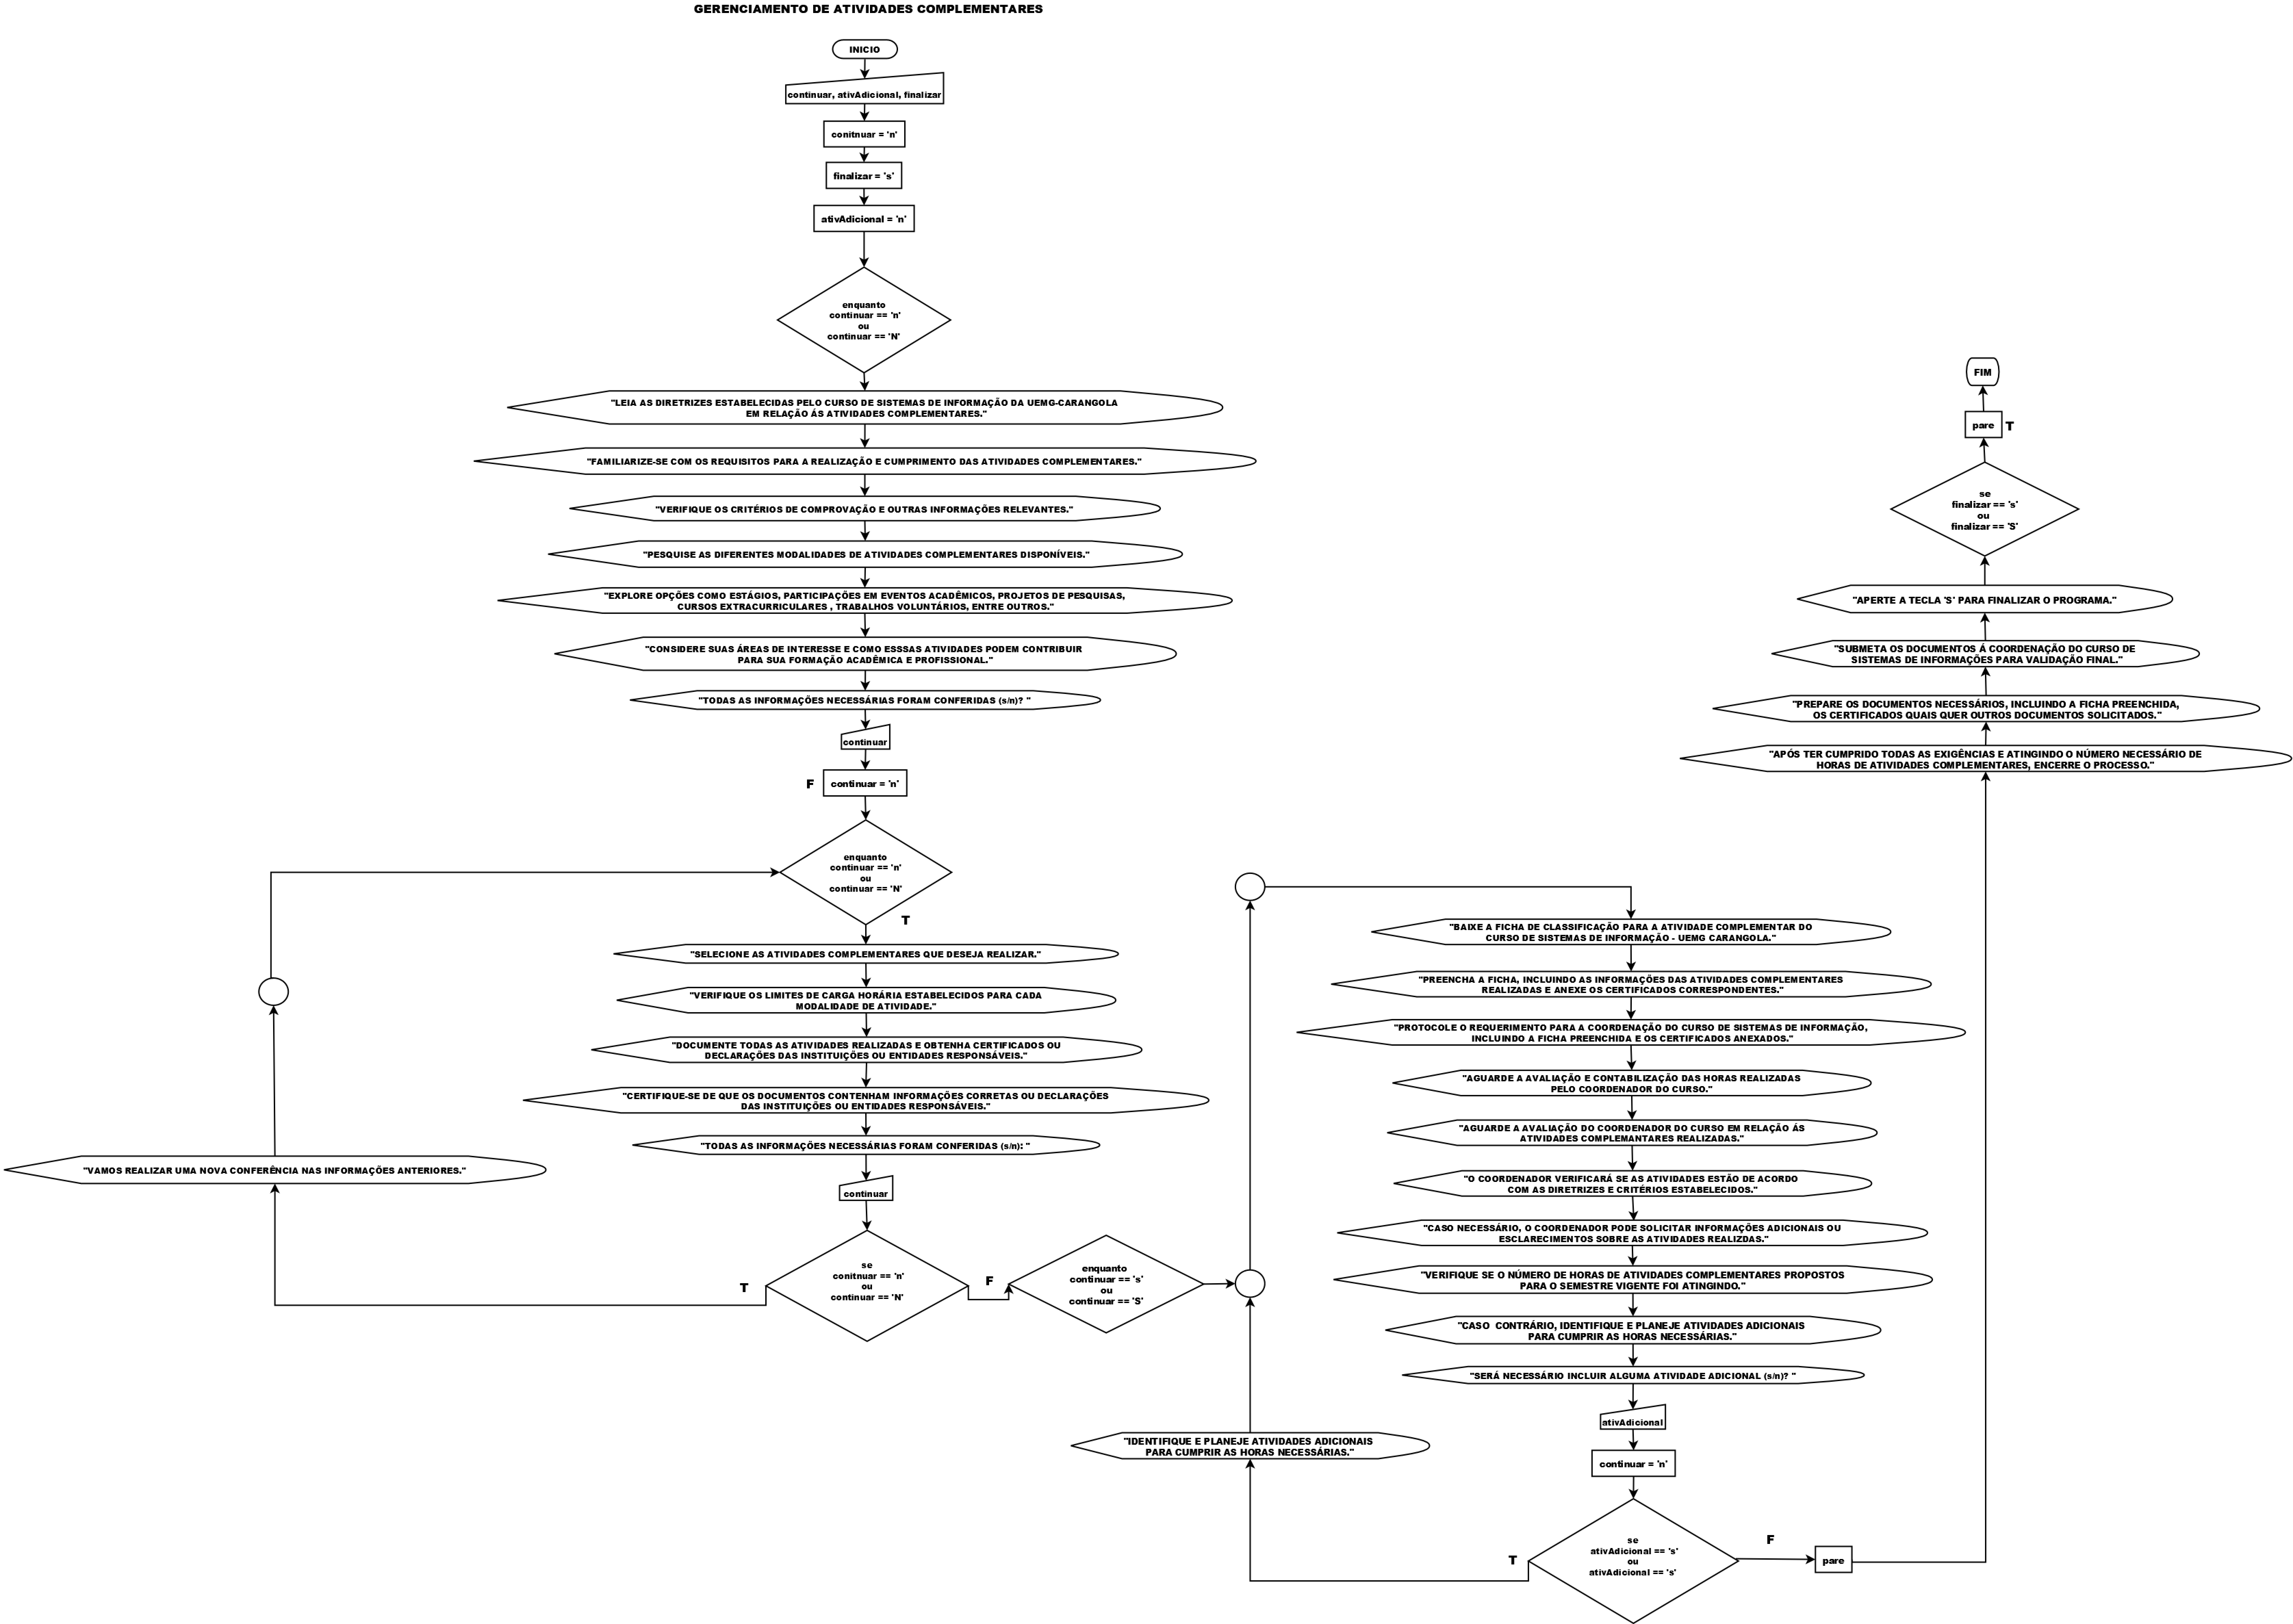 GERENCIAMENTO DE ATIVIDADES COMPLEMENTARES
INICIO
continuar, ativAdicional, finalizar
conitnuar = 'n'
finalizar = 's'
ativAdicional = 'n'
enquanto
continuar == 'n'
ou
continuar == 'N'
"LEIA AS DIRETRIZES ESTABELECIDAS PELO CURSO DE SISTEMAS DE INFORMAÇÃO DA UEMG-CARANGOLA
EM RELAÇÃO ÁS ATIVIDADES COMPLEMENTARES."
"FAMILIARIZE-SE COM OS REQUISITOS PARA A REALIZAÇÃO E CUMPRIMENTO DAS ATIVIDADES COMPLEMENTARES."
"VERIFIQUE OS CRITÉRIOS DE COMPROVAÇÃO E OUTRAS INFORMAÇÕES RELEVANTES."
"PESQUISE AS DIFERENTES MODALIDADES DE ATIVIDADES COMPLEMENTARES DISPONÍVEIS."
"EXPLORE OPÇÕES COMO ESTÁGIOS, PARTICIPAÇÕES EM EVENTOS ACADÊMICOS, PROJETOS DE PESQUISAS,
CURSOS EXTRACURRICULARES , TRABALHOS VOLUNTÁRIOS, ENTRE OUTROS."
"CONSIDERE SUAS ÁREAS DE INTERESSE E COMO ESSSAS ATIVIDADES PODEM CONTRIBUIR
PARA SUA FORMAÇÃO ACADÊMICA E PROFISSIONAL."
"TODAS AS INFORMAÇÕES NECESSÁRIAS FORAM CONFERIDAS (s/n)? "
continuar
F
continuar = 'n'
enquanto
continuar == 'n'
ou
continuar == 'N'
T
"SELECIONE AS ATIVIDADES COMPLEMENTARES QUE DESEJA REALIZAR."
"VERIFIQUE OS LIMITES DE CARGA HORÁRIA ESTABELECIDOS PARA CADA
MODALIDADE DE ATIVIDADE."
"DOCUMENTE TODAS AS ATIVIDADES REALIZADAS E OBTENHA CERTIFICADOS OU
DECLARAÇÕES DAS INSTITUIÇÕES OU ENTIDADES RESPONSÁVEIS."
"CERTIFIQUE-SE DE QUE OS DOCUMENTOS CONTENHAM INFORMAÇÕES CORRETAS OU DECLARAÇÕES
DAS INSTITUIÇÕES OU ENTIDADES RESPONSÁVEIS."
"TODAS AS INFORMAÇÕES NECESSÁRIAS FORAM CONFERIDAS (s/n): "
continuar
se
conitnuar == 'n'
ou
continuar == 'N'
T
"VAMOS REALIZAR UMA NOVA CONFERÊNCIA NAS INFORMAÇÕES ANTERIORES."
F
enquanto
continuar == 's'
ou
continuar == 'S'
"BAIXE A FICHA DE CLASSIFICAÇÃO PARA A ATIVIDADE COMPLEMENTAR DO
CURSO DE SISTEMAS DE INFORMAÇÃO - UEMG CARANGOLA."
"PREENCHA A FICHA, INCLUINDO AS INFORMAÇÕES DAS ATIVIDADES COMPLEMENTARES
REALIZADAS E ANEXE OS CERTIFICADOS CORRESPONDENTES."
"PROTOCOLE O REQUERIMENTO PARA A COORDENAÇÃO DO CURSO DE SISTEMAS DE INFORMAÇÃO,
INCLUINDO A FICHA PREENCHIDA E OS CERTIFICADOS ANEXADOS."
"AGUARDE A AVALIAÇÃO E CONTABILIZAÇÃO DAS HORAS REALIZADAS
PELO COORDENADOR DO CURSO."
"AGUARDE A AVALIAÇÃO DO COORDENADOR DO CURSO EM RELAÇÃO ÁS
ATIVIDADES COMPLEMANTARES REALIZADAS."
"O COORDENADOR VERIFICARÁ SE AS ATIVIDADES ESTÃO DE ACORDO
COM AS DIRETRIZES E CRITÉRIOS ESTABELECIDOS."
"CASO NECESSÁRIO, O COORDENADOR PODE SOLICITAR INFORMAÇÕES ADICIONAIS OU
ESCLARECIMENTOS SOBRE AS ATIVIDADES REALIZDAS."
"VERIFIQUE SE O NÚMERO DE HORAS DE ATIVIDADES COMPLEMENTARES PROPOSTOS
PARA O SEMESTRE VIGENTE FOI ATINGINDO."
"CASO  CONTRÁRIO, IDENTIFIQUE E PLANEJE ATIVIDADES ADICIONAIS
PARA CUMPRIR AS HORAS NECESSÁRIAS."
"SERÁ NECESSÁRIO INCLUIR ALGUMA ATIVIDADE ADICIONAL (s/n)? "
ativAdicional
continuar = 'n'
se
ativAdicional == 's'
ou
ativAdicional == 's'
T
"IDENTIFIQUE E PLANEJE ATIVIDADES ADICIONAIS
PARA CUMPRIR AS HORAS NECESSÁRIAS."
F
pare
"APÓS TER CUMPRIDO TODAS AS EXIGÊNCIAS E ATINGINDO O NÚMERO NECESSÁRIO DE
HORAS DE ATIVIDADES COMPLEMENTARES, ENCERRE O PROCESSO."
"PREPARE OS DOCUMENTOS NECESSÁRIOS, INCLUINDO A FICHA PREENCHIDA,
OS CERTIFICADOS QUAIS QUER OUTROS DOCUMENTOS SOLICITADOS."
"SUBMETA OS DOCUMENTOS Á COORDENAÇÃO DO CURSO DE
SISTEMAS DE INFORMAÇÕES PARA VALIDAÇÃO FINAL."
"APERTE A TECLA 'S' PARA FINALIZAR O PROGRAMA."
se
finalizar == 's'
ou
finalizar == 'S'
pare
T
FIM